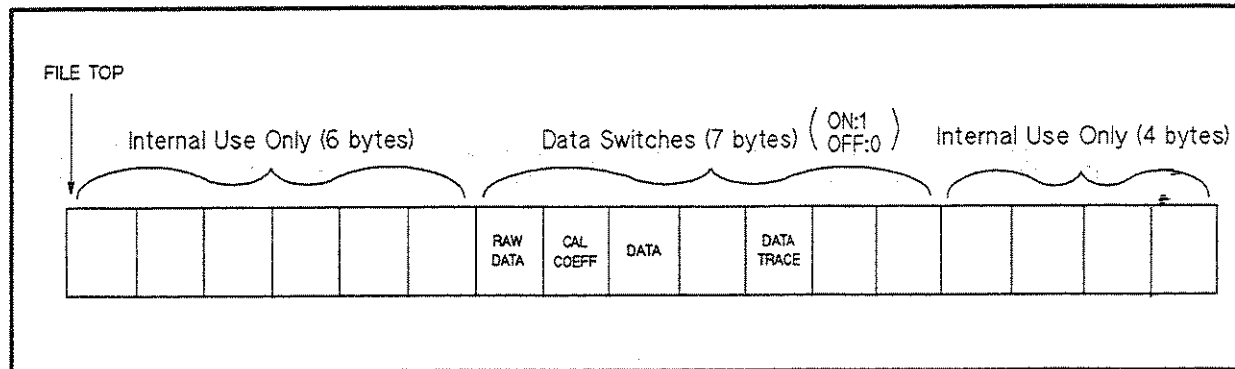 FILE TOP
Internal Use Only (6 bytes)
Data Switches (7 bytes) (ON:1
OFF:0)
Internal Use Only (4 bytes)
RAW
DATA
CAL
COEFF
DATA
DATA
TRACE